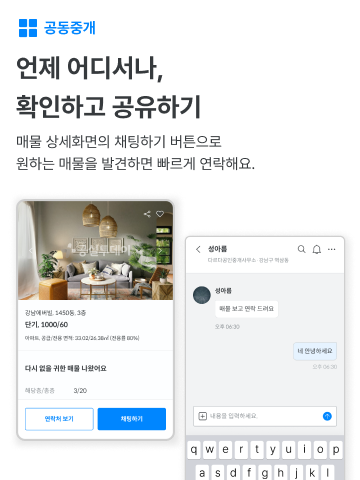 공동중개
언제 어디서나,
확인하고 공유하기
매물 상세화면의 채팅하기 버튼으로
원하는 매물을 발견하면 빠르게 연락해요.
강남에버빌, 1450동, 3층
단기, 1000/60
아파트, 공급/전용 면적: 33.02/26.38㎡ (전용률 80%)
다시 없을 귀한 매물 나왔어요
해당층/총층 3/20
연락처 보기
채팅하기
성아름
다르다공인중개사무소 강남구 역삼동
성아름
매물 보고 연락 드려요
오후 06:30
네 안녕하세요
오후 06:30
내용을 입력하세요.
q w e r t y u i o p
a s d f g h j k l